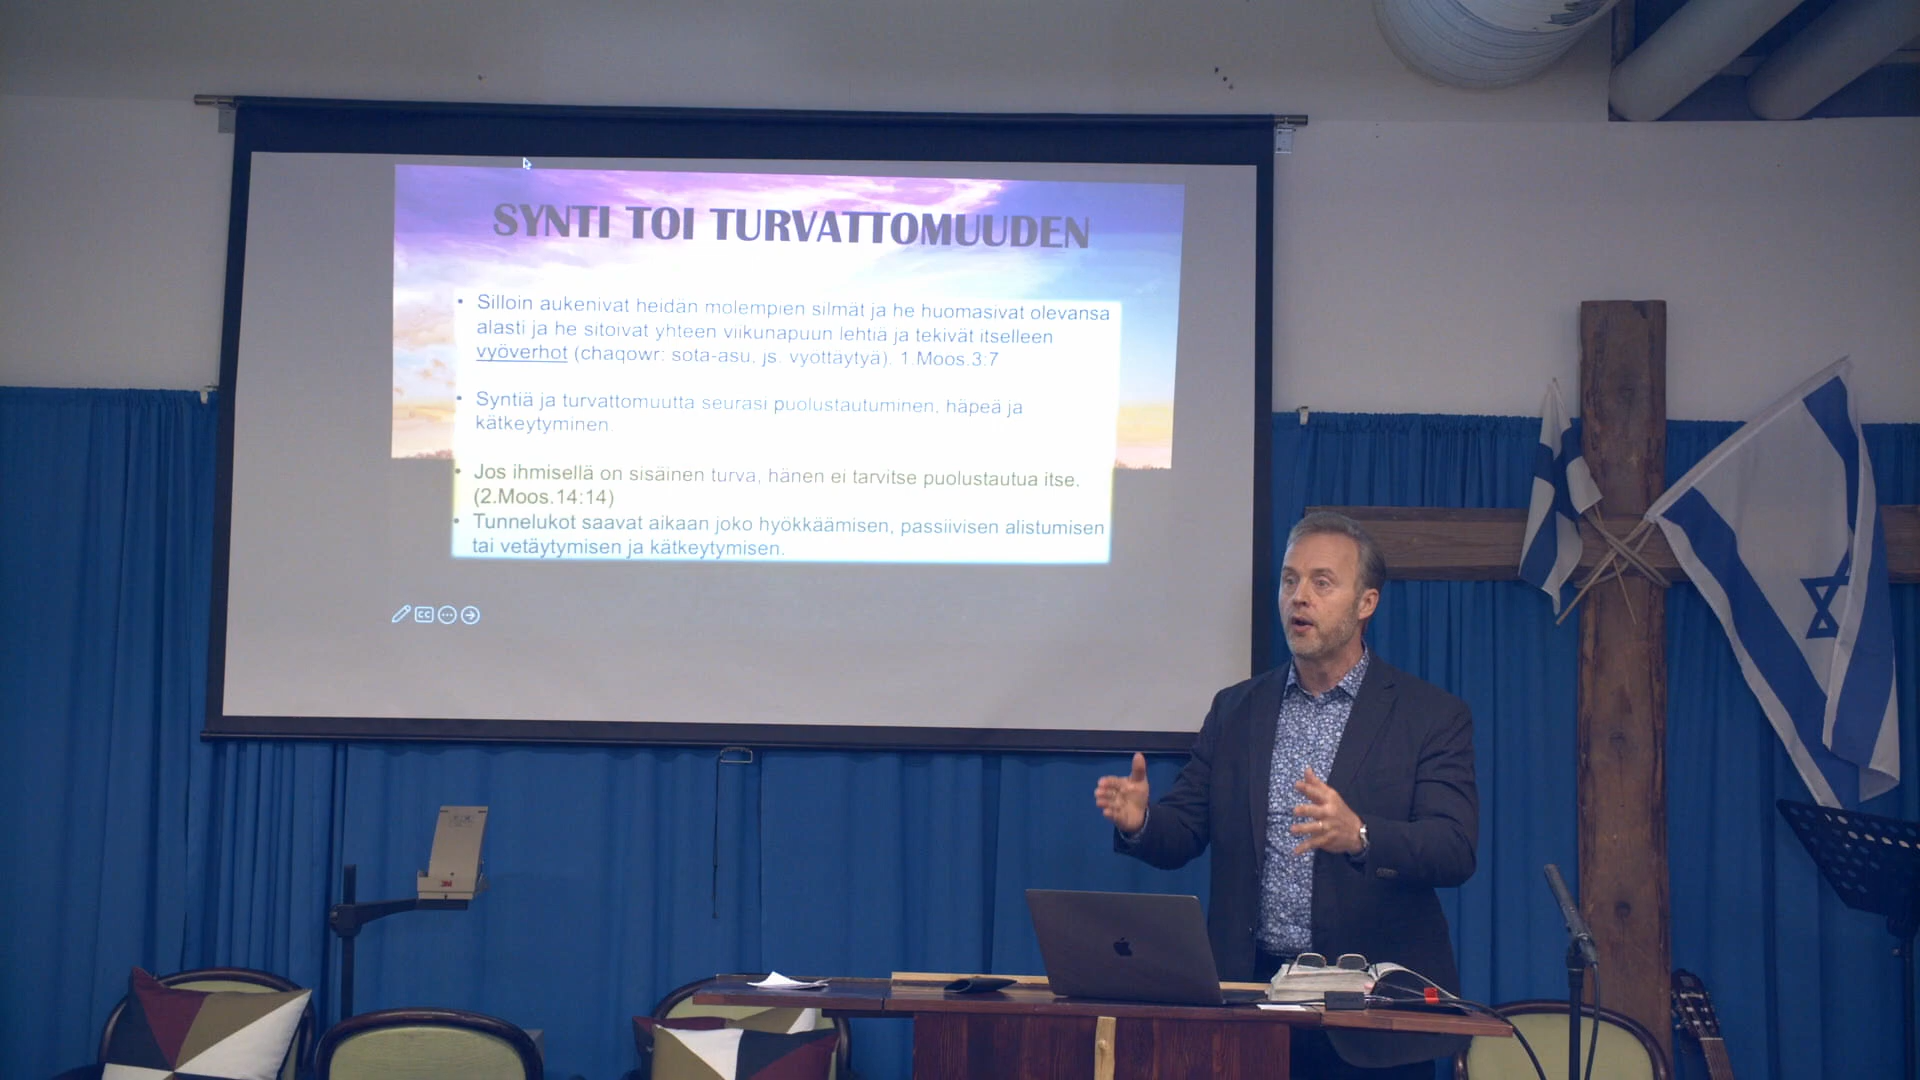 SYNTI TOI TURVATTOMUUDEN
• Silloin aukenivat heidän molempien silmät ja he huomasivat olevansa
alasti ja he sitoivat yhteen viikunapuun lehtiä ja tekivät itselleen
vyöverhot (chaqowr: sota-asu, js. vyöttäytyä). 1.Moos.3:7
• Syntiä ja turvattomuutta seurasi puolustautuminen, häpeä ja
kätkeytyminen.
• Jos ihmisellä on sisäinen turva, hänen ei tarvitse puolustautua itse.
(2.Moos.14:14)
• Tunnelukot saavat aikaan joko hyökkäämisen, passiivisen alistumisen
tai vetäytymisen ja kätkeytymisen.
CC
3M